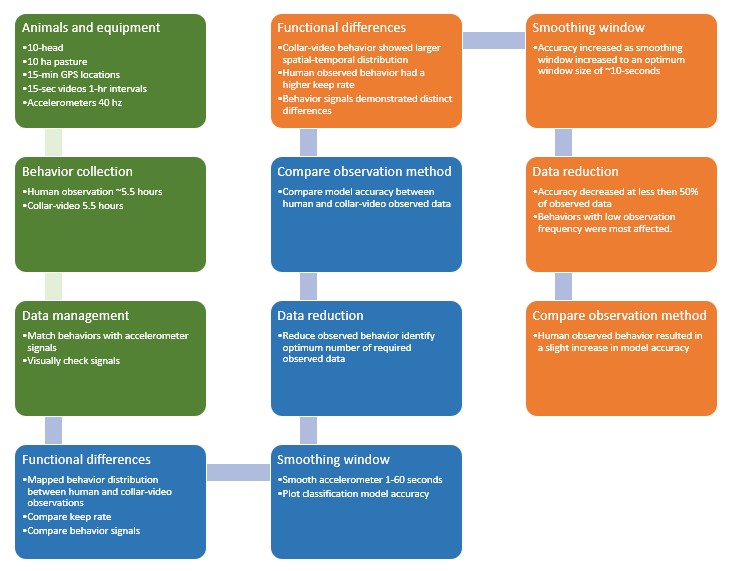 Animals and equipment
•10-head
•10 ha pasture
•15-min GPS locations
•15-sec videos 1-hr intervals
•Accelerometers 40 hz
Behavior collection
•Human observation ~5.5 hours
•Collar-video 5.5 hours
Data management
•Match behaviors with accelerometer
signals
•Visually check signals
Functional differences
•Mapped behavior distribution
between human and collar-video
observations
•Compare keep rate
•Compare behavior signals
Smoothing window
•Smooth accelerometer 1-60 seconds
•Plot classification model accuracy
Data reduction
•Reduce observed behavior identify
optimum number of required
observed data
Compare observation method
•Compare model accuracy between
human and collar-video observed data
Functional differences
•Collar-video behavior showed larger
spatial-temporal distribution
•Human observed behavior had a
higher keep rate
•Behavior signals demonstrated distinct
differences
Smoothing window
•Accuracy increased as smoothing
window increased to an optimum
window size of ~10-seconds
Data reduction
•Accuracy decreased at less then 50%
of observed data
•Behaviors with low observation
frequency were most affected.
Compare observation method
•Human observed behavior resulted in
a slight increase in model accuracy